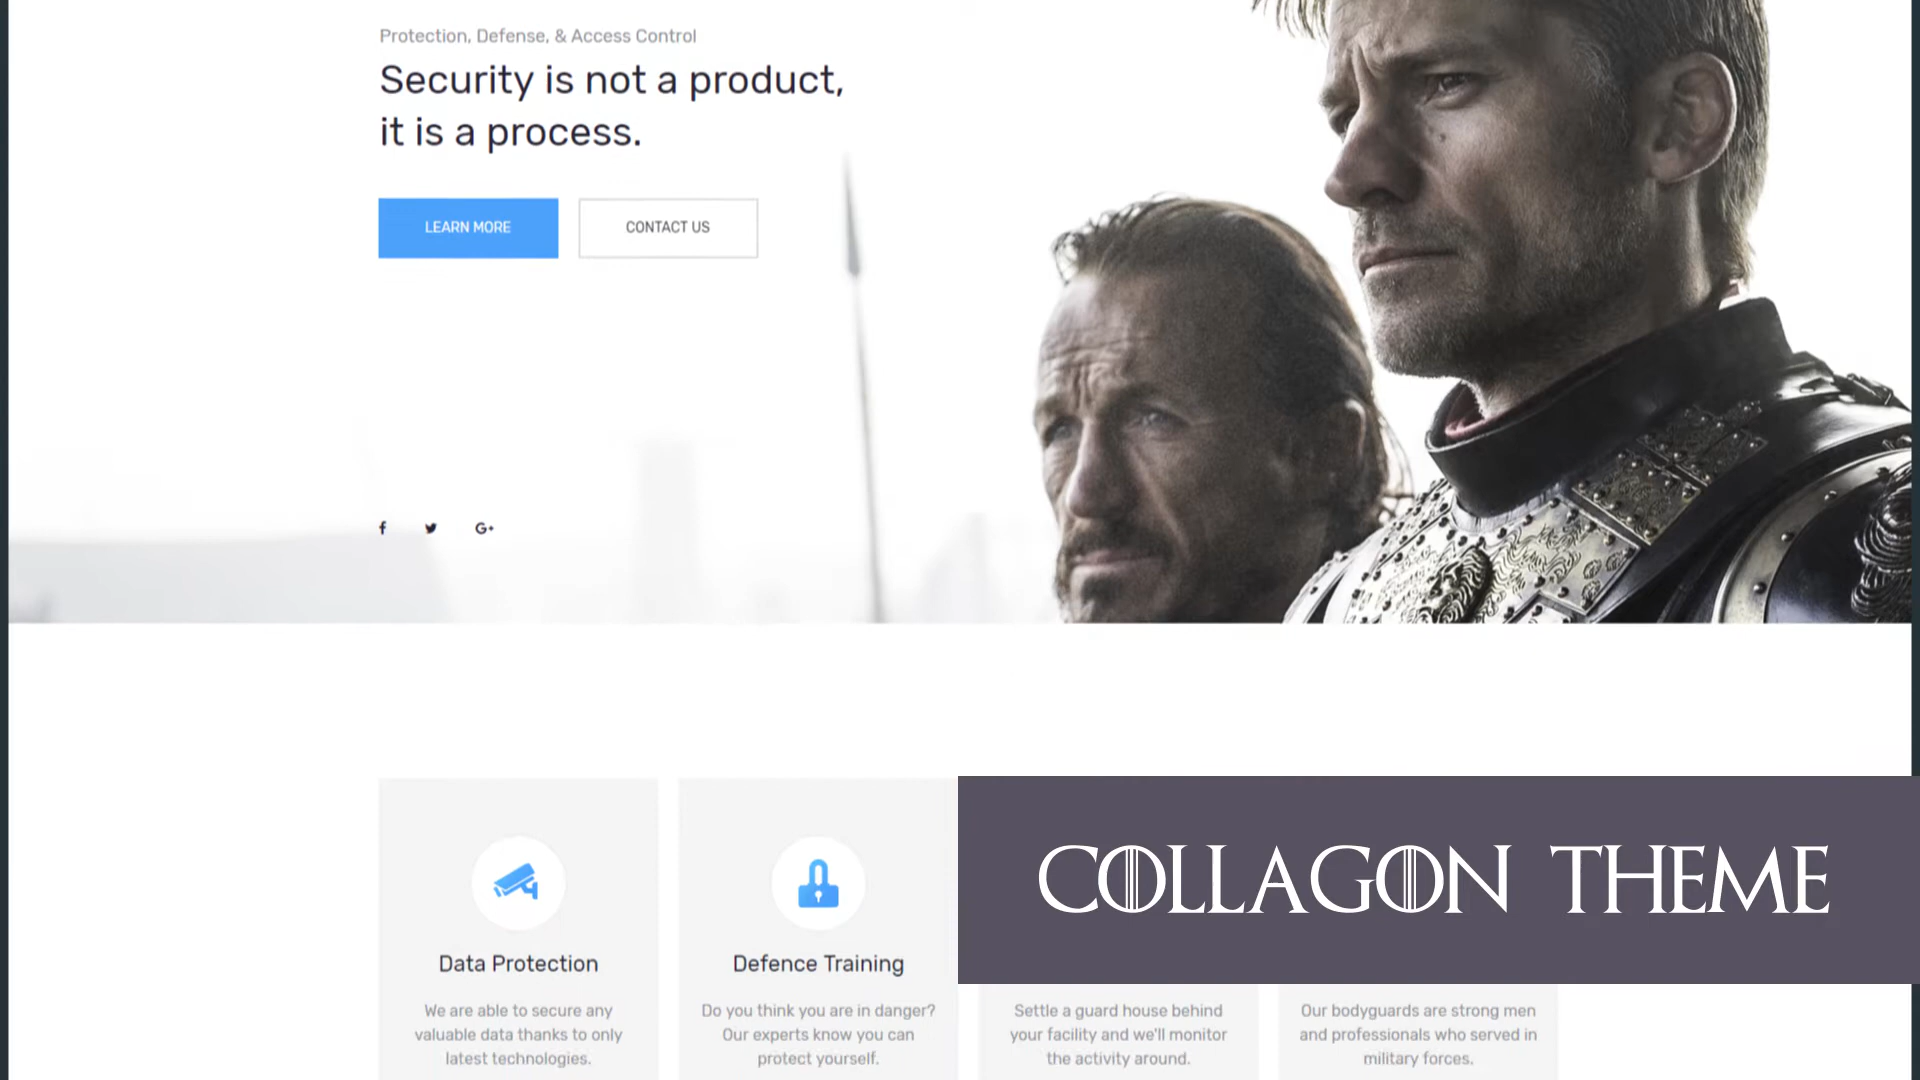 Protection, Defense, & Access Control
Security is not a product,
it is a process.
LEARN MORE
CONTACT US
G+
COLLAGON THEME
Data Protection
Defence Training
We are able to secure any
valuable data thanks to only
latest technologies.
Do you think you are in danger?
Our experts know you can
protect yourself.
Settle a guard house behind
your facility and we'll monitor
the activity around.
Our bodyguards are strong men
and professionals who served in
military forces.